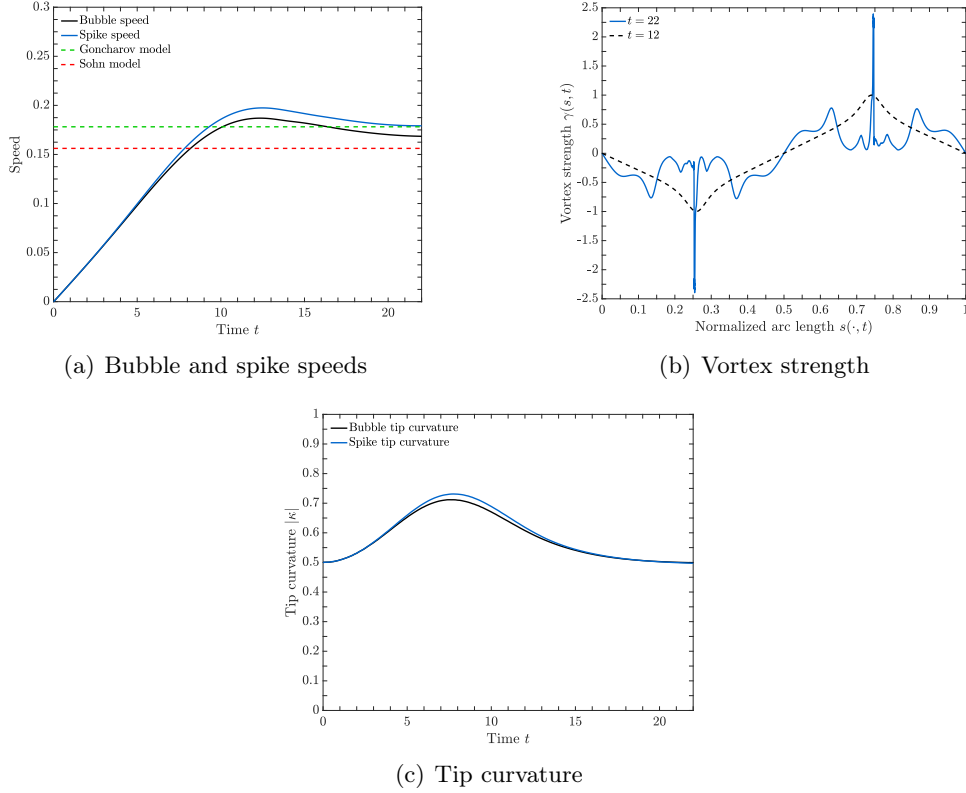 Bubble speed
Spike speed
Goncharov model
Sohn model
0.3
0.25
0.2
0.15
0.1
0.05
0
Speed
0 5 10 15 20
Time t
(a) Bubble and spike speeds
t = 22
t = 12
2.5
2
1.5
1
0.5
0
-0.5
-1
-1.5
-2
-2.5
Vortex strength γ(s, t)
0 0.1 0.2 0.3 0.4 0.5 0.6 0.7 0.8 0.9 1
Normalized arc length s(·, t)
(b) Vortex strength
Bubble tip curvature
Spike tip curvature
1
0.9
0.8
0.7
0.6
0.5
0.4
0.3
0.2
0.1
0
Tip curvature |κ|
0 5 10 15 20
Time t
(c) Tip curvature